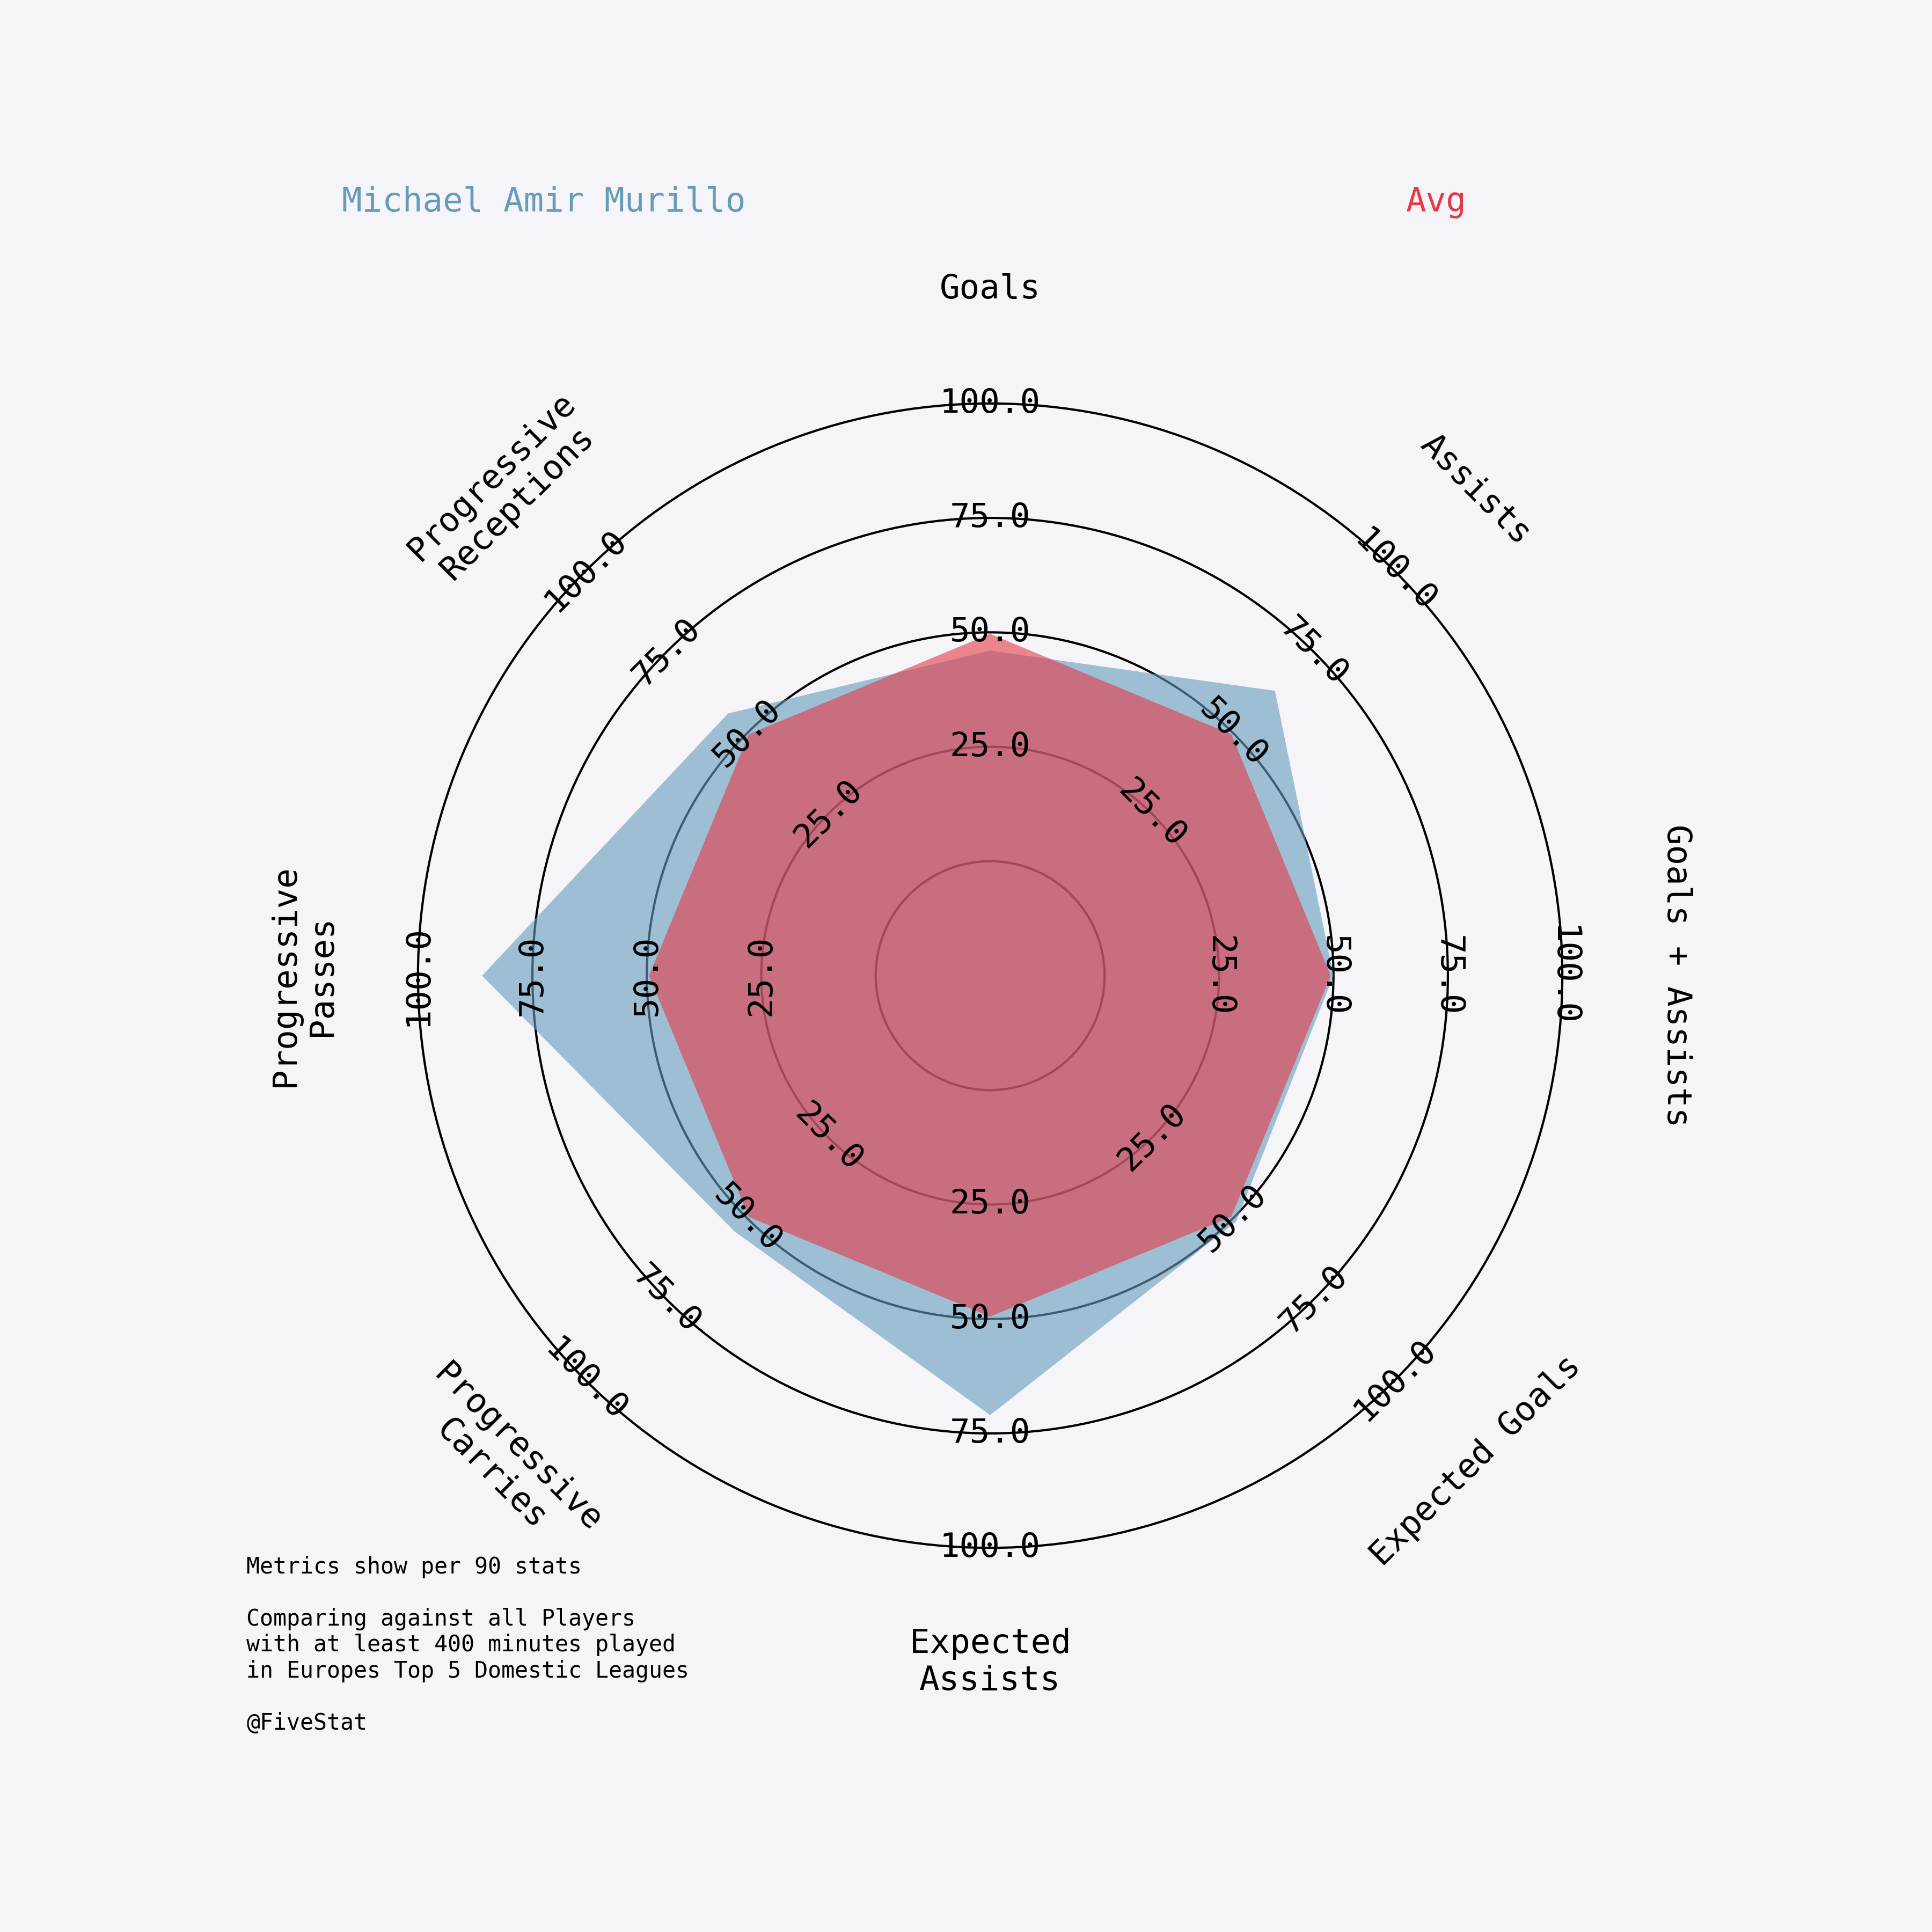 Michael Amir Murillo
Avg
Goals
Assists
Goals + Assists
Expected Goals
Expected
Assists
Progressive
Carries
Progressive
Passes
Progressive
Receptions
25.0
50.0
75.0
100.0
25.0
50.0
75.0
100.0
25.0
50.0
75.0
100.0
25.0
50.0
75.0
100.0
25.0
50.0
75.0
100.0
25.0
50.0
75.0
100.0
25.0
50.0
75.0
100.0
25.0
50.0
75.0
100.0
Metrics show per 90 stats
Comparing against all Players
with at least 400 minutes played
in Europes Top 5 Domestic Leagues
@FiveStat